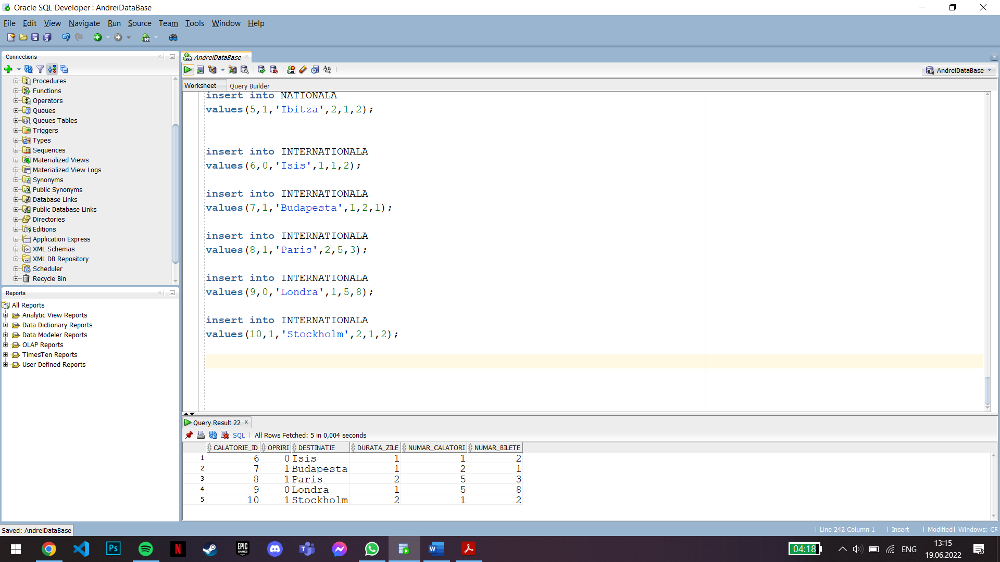 Oracle SQL Developer : AndreiDataBase
File Edit View Navigate Run Source Team Tools Window Help
Connections
Procedures
Functions
Operators
Queues
Queues Tables
Triggers
Types
Sequences
Materialized Views
Materialized View Logs
Synonyms
Public Synonyms
Database Links
Public Database Links
Directories
Editions
Application Express
XML Schemas
XML DB Repository
Scheduler
Recycle Bin
Reports
All Reports
Analytic View Reports
Data Dictionary Reports
Data Modeler Reports
OLAP Reports
TimesTen Reports
User Defined Reports
AndreiDataBase
AndreiDataBase
Worksheet Query Builder
insert into NATIONALA
values(5,1,'Ibitza',2,1,2);
insert into INTERNATIONALA
values(6,0,'Isis',1,1,2);
insert into INTERNATIONALA
values(7,1,'Budapesta',1,2,1);
insert into INTERNATIONALA
values(8,1,'Paris',2,5,3);
insert into INTERNATIONALA
values(9,0,'Londra',1,5,8);
insert into INTERNATIONALA
values(10,1,'Stockholm',2,1,2);
Query Result 22
SQL All Rows Fetched: 5 in 0,004 seconds
CALATORIE_ID OPRIRI DESTINATIE DURATA_ZILE NUMAR_CALATORI NUMAR_BILETE
1 6 0 Isis 1 1 2
2 7 1 Budapesta 1 2 1
3 8 1 Paris 2 5 3
4 9 0 Londra 1 5 8
5 10 1 Stockholm 2 1 2
Saved: AndreiDataBase
Line 242 Column 1 Insert Modified Windows: CR
Ps
N
EPIC GAMES
W
04:18
ENG
13:15
19.06.2022